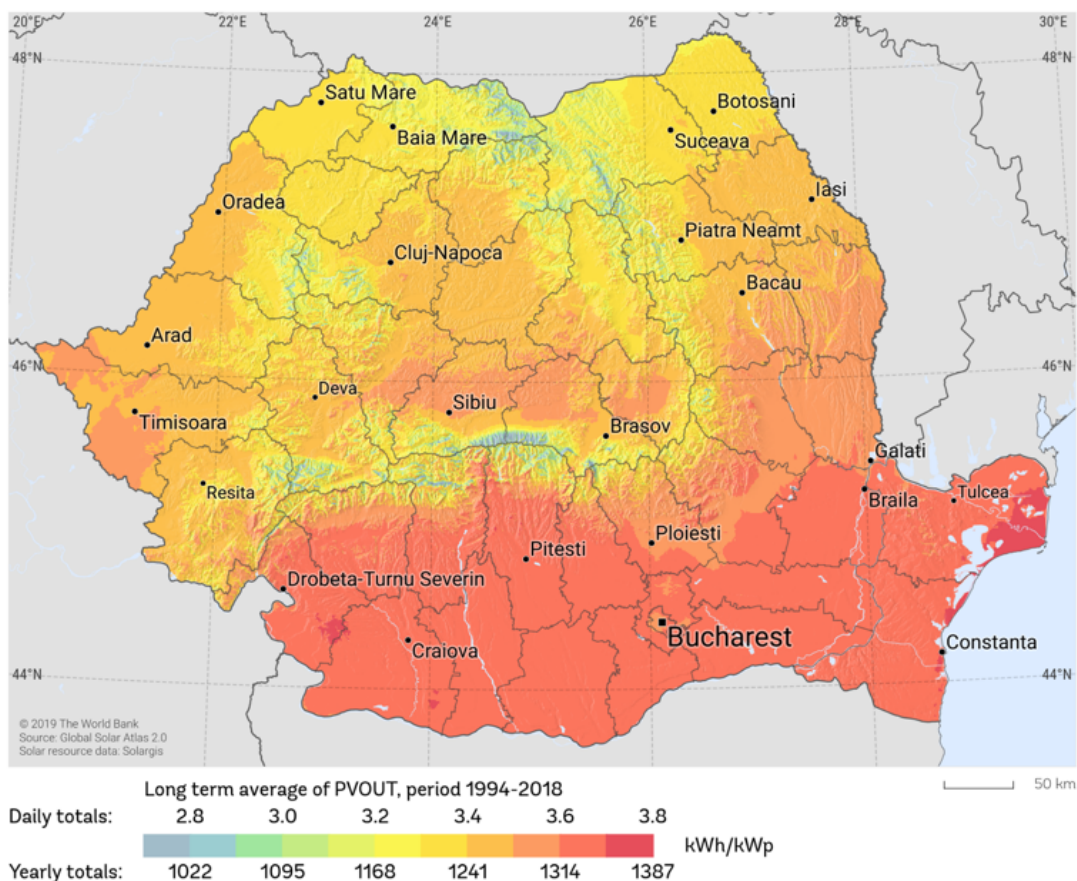 20°E 22°E 24°E 26°E 28°E 30°E
48°N 48°N
Satu Mare
Botosani
Baia Mare
Suceava
Iasi
Oradea
Piatra Neamt
Cluj-Napoca
Bacau
Arad
46°N 46°N
Deva
Sibiu
Timisoara
Brasov
Galati
Resita
Braila
Tulcea
Ploiesti
Pitesti
Drobeta-Turnu Severin
Bucharest
Craiova
Constanta
44°N 44°N
© 2019 The World Bank
Source: Global Solar Atlas 2.0
Solar resource data: Solargis
Long term average of PVOUT, period 1994-2018
50 km
Daily totals: 2.8 3.0 3.2 3.4 3.6 3.8
kWh/kWp
Yearly totals: 1022 1095 1168 1241 1314 1387